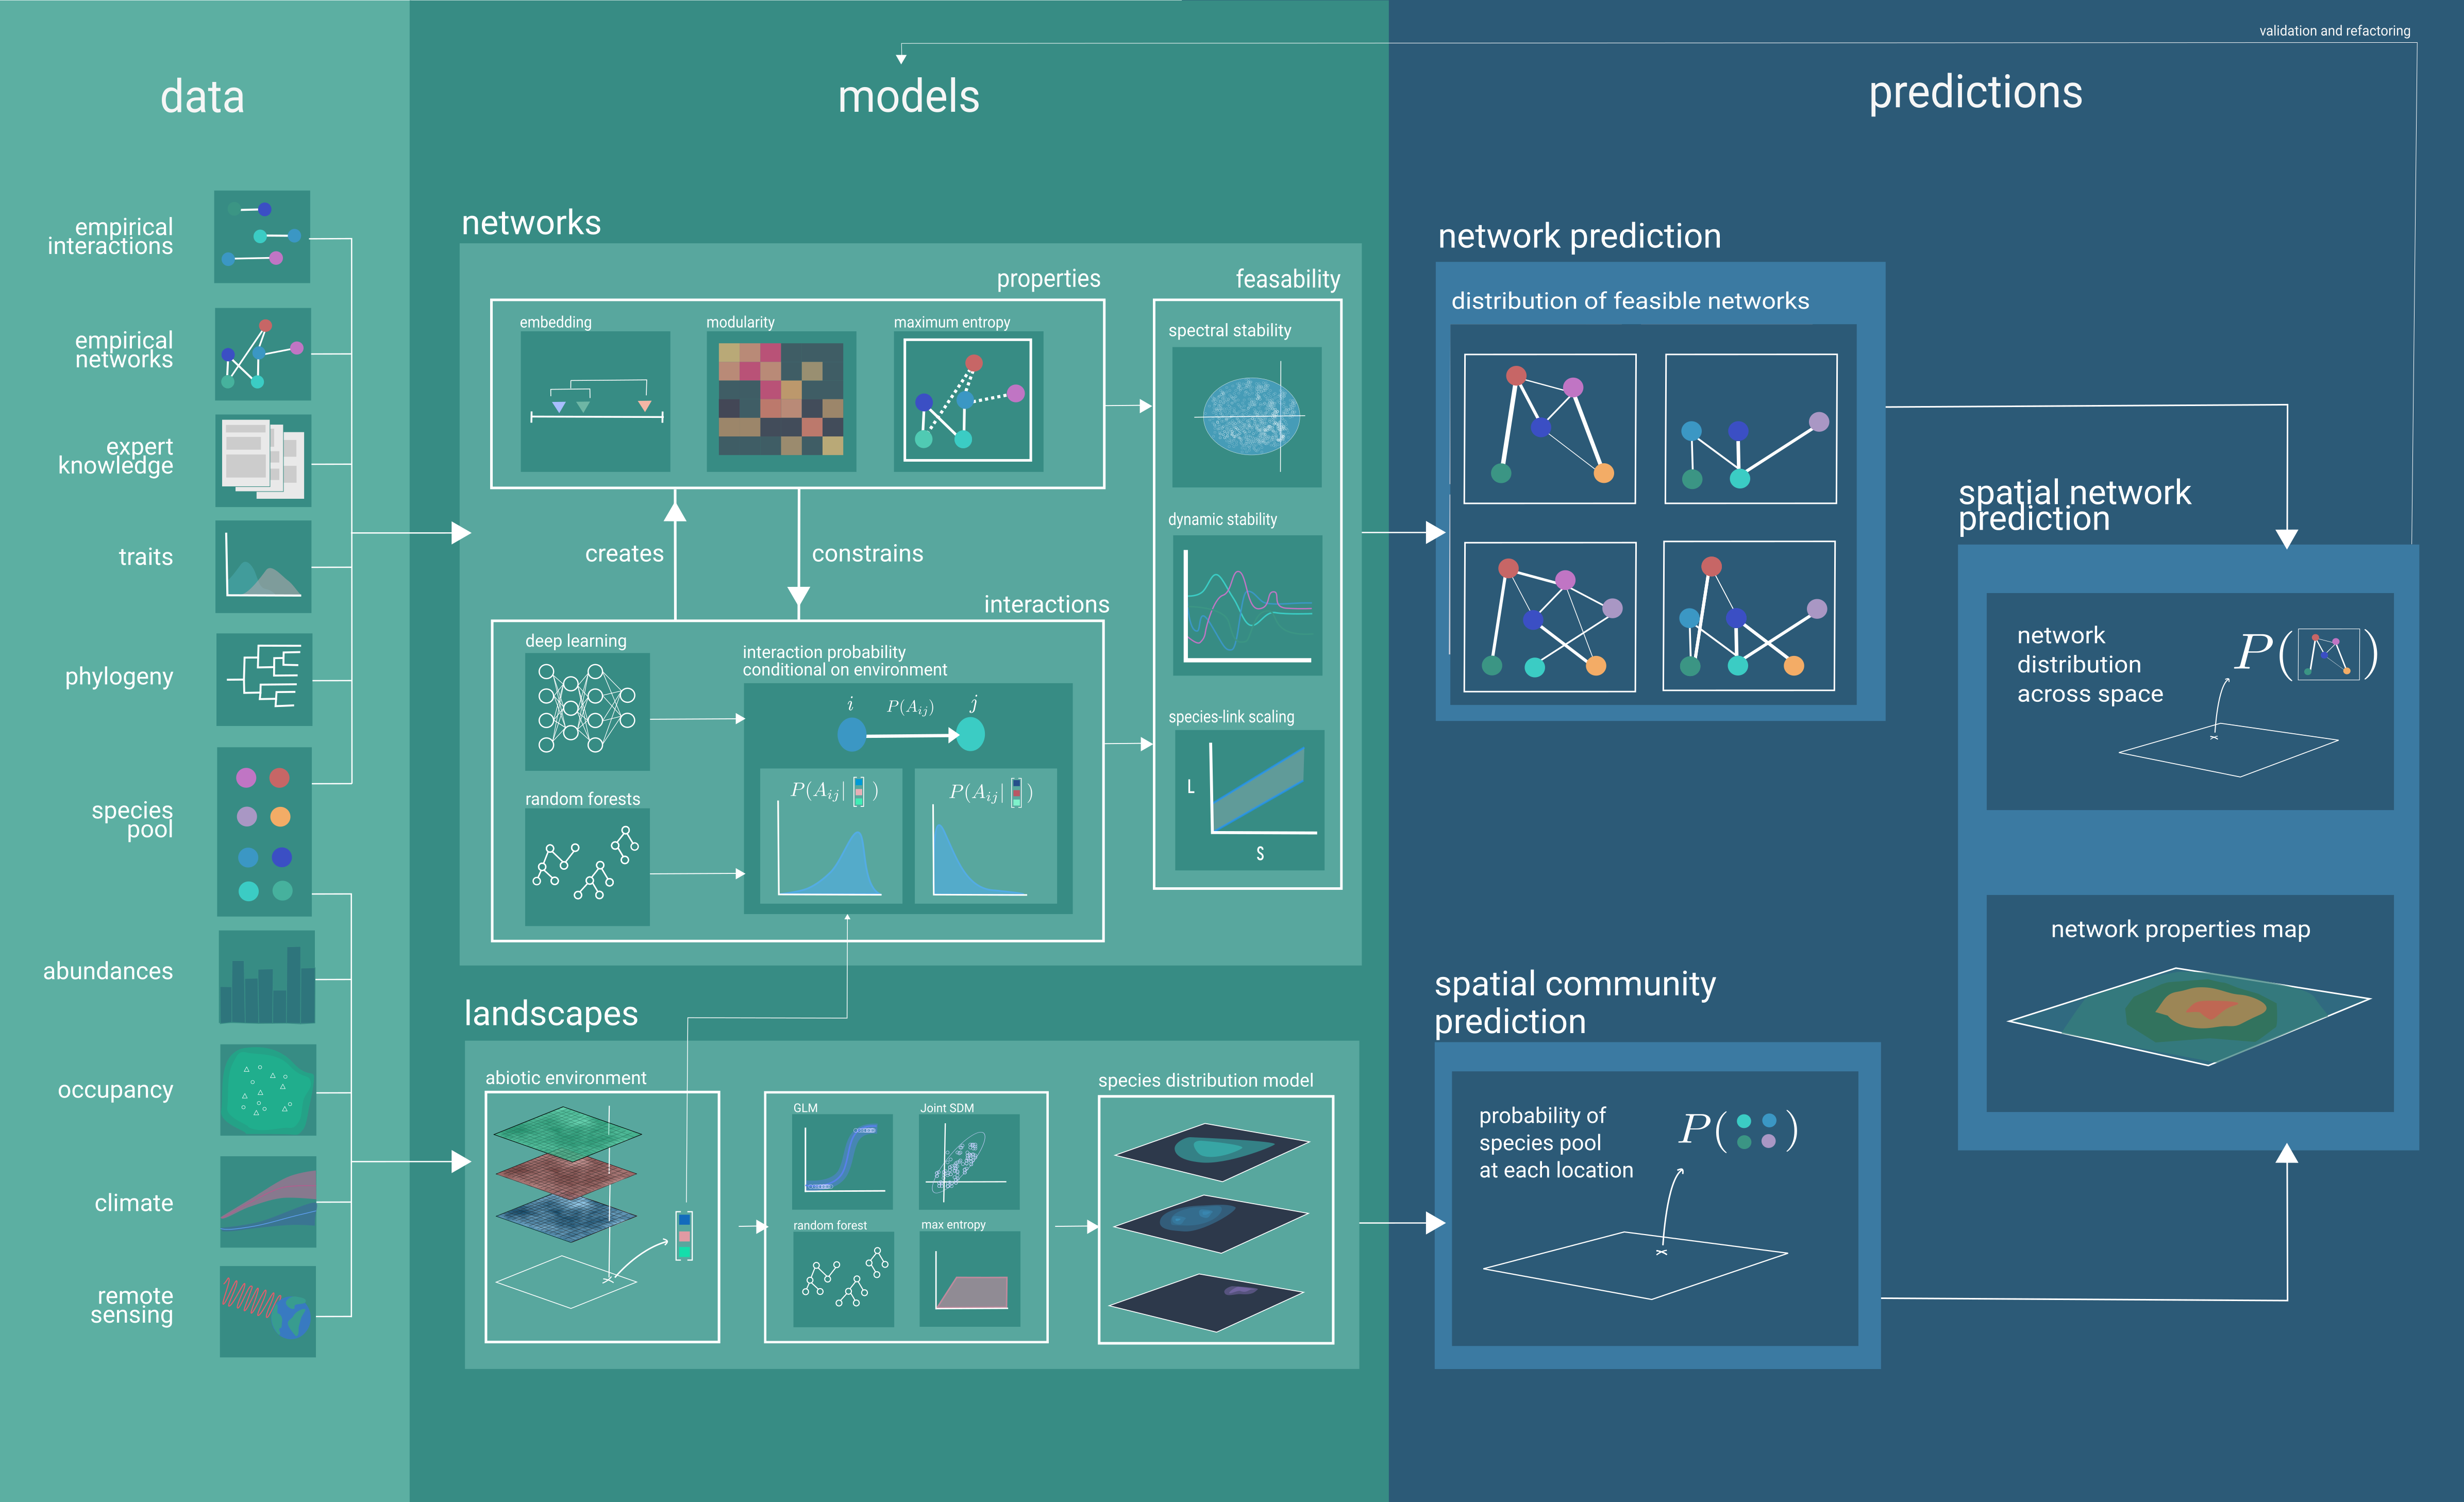 validation and refactoring
data
models
predictions
empirical
interactions
empirical
networks
expert
knowledge
traits
phylogeny
species
pool
abundances
occupancy
climate
remote
sensing
networks
properties
feasability
embedding
modularity
maximum entropy
spectral stability
dynamic stability
species-link scaling
L
S
creates
constrains
interactions
deep learning
random forests
interaction probability
conditional on environment
i
P(A_{ij})
j
P(A_{ij}| )
P(A_{ij}| )
landscapes
abiotic environment
GLM
Joint SDM
random forest
max entropy
species distribution model
network prediction
distribution of feasible networks
spatial community
prediction
probability of
species pool
at each location
P( )
spatial network
prediction
network
distribution
across space
P( )
network properties map